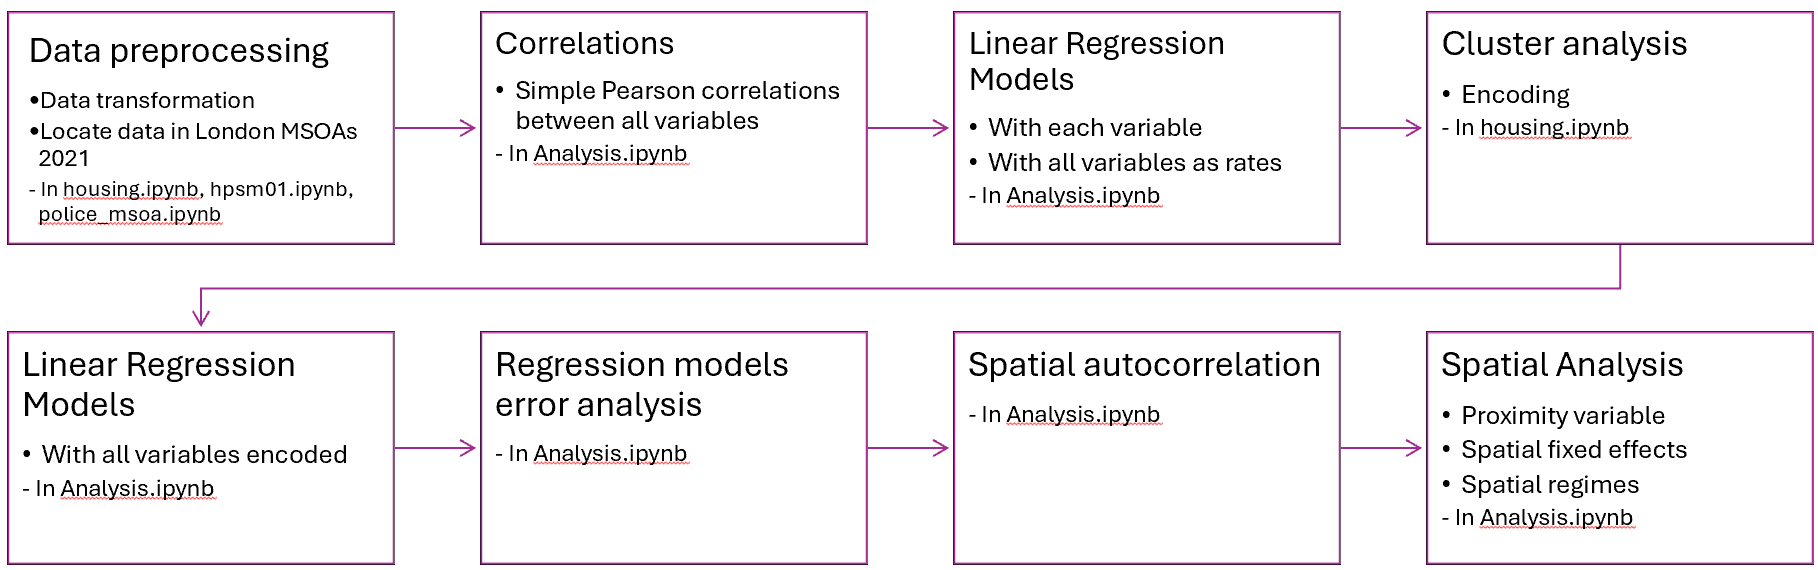 Data preprocessing
•Data transformation
•Locate data in London MSOAs
2021
- In housing.ipynb, hpsm01.ipynb,
police_msoa.ipynb
Correlations
• Simple Pearson correlations
between all variables
- In Analysis.ipynb
Linear Regression
Models
• With each variable
• With all variables as rates
- In Analysis.ipynb
Cluster analysis
• Encoding
- In housing.ipynb
Linear Regression
Models
• With all variables encoded
- In Analysis.ipynb
Regression models
error analysis
- In Analysis.ipynb
Spatial autocorrelation
- In Analysis.ipynb
Spatial Analysis
• Proximity variable
• Spatial fixed effects
• Spatial regimes
- In Analysis.ipynb